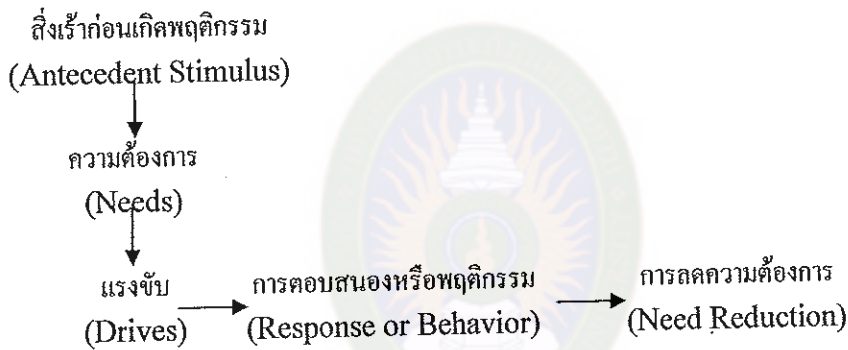 สิ่งเร้าก่อนเกิดพฤติกรรม
(Antecedent Stimulus)
ความต้องการ
(Needs)
แรงขับ
(Drives)
การตอบสนองหรือพฤติกรรม
(Response or Behavior)
การลดความต้องการ
(Need Reduction)